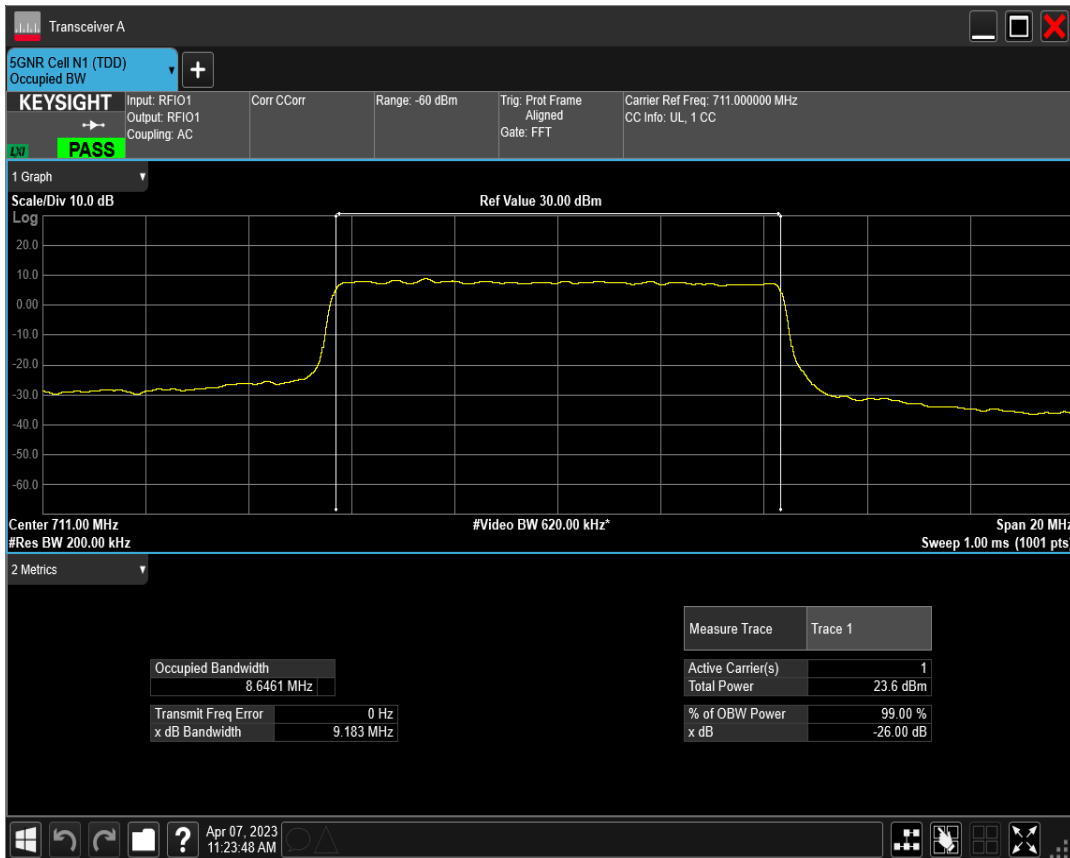 Transceiver A
5GNR Cell N1 (TDD)
Occupied BW
+
KEYSIGHT
LXI
PASS
Input: RFIO1
Output: RFIO1
Coupling: AC
Corr CCorr
Range: -60 dBm
Trig: Prot Frame
Aligned
Gate: FFT
Carrier Ref Freq: 711.000000 MHz
CC Info: UL, 1 CC
1 Graph
Scale/Div 10.0 dB
Ref Value 30.00 dBm
Log
20.0
10.0
0.00
-10.0
-20.0
-30.0
-40.0
-50.0
-60.0
Center 711.00 MHz
#Video BW 620.00 kHz*
Span 20 MHz
#Res BW 200.00 kHz
Sweep 1.00 ms (1001 pts)
2 Metrics
Measure Trace Trace 1
Occupied Bandwidth
8.6461 MHz
Active Carrier(s) 1
Total Power 23.6 dBm
Transmit Freq Error 0 Hz
x dB Bandwidth 9.183 MHz
% of OBW Power 99.00 %
x dB -26.00 dB
?
Apr 07, 2023
11:23:48 AM